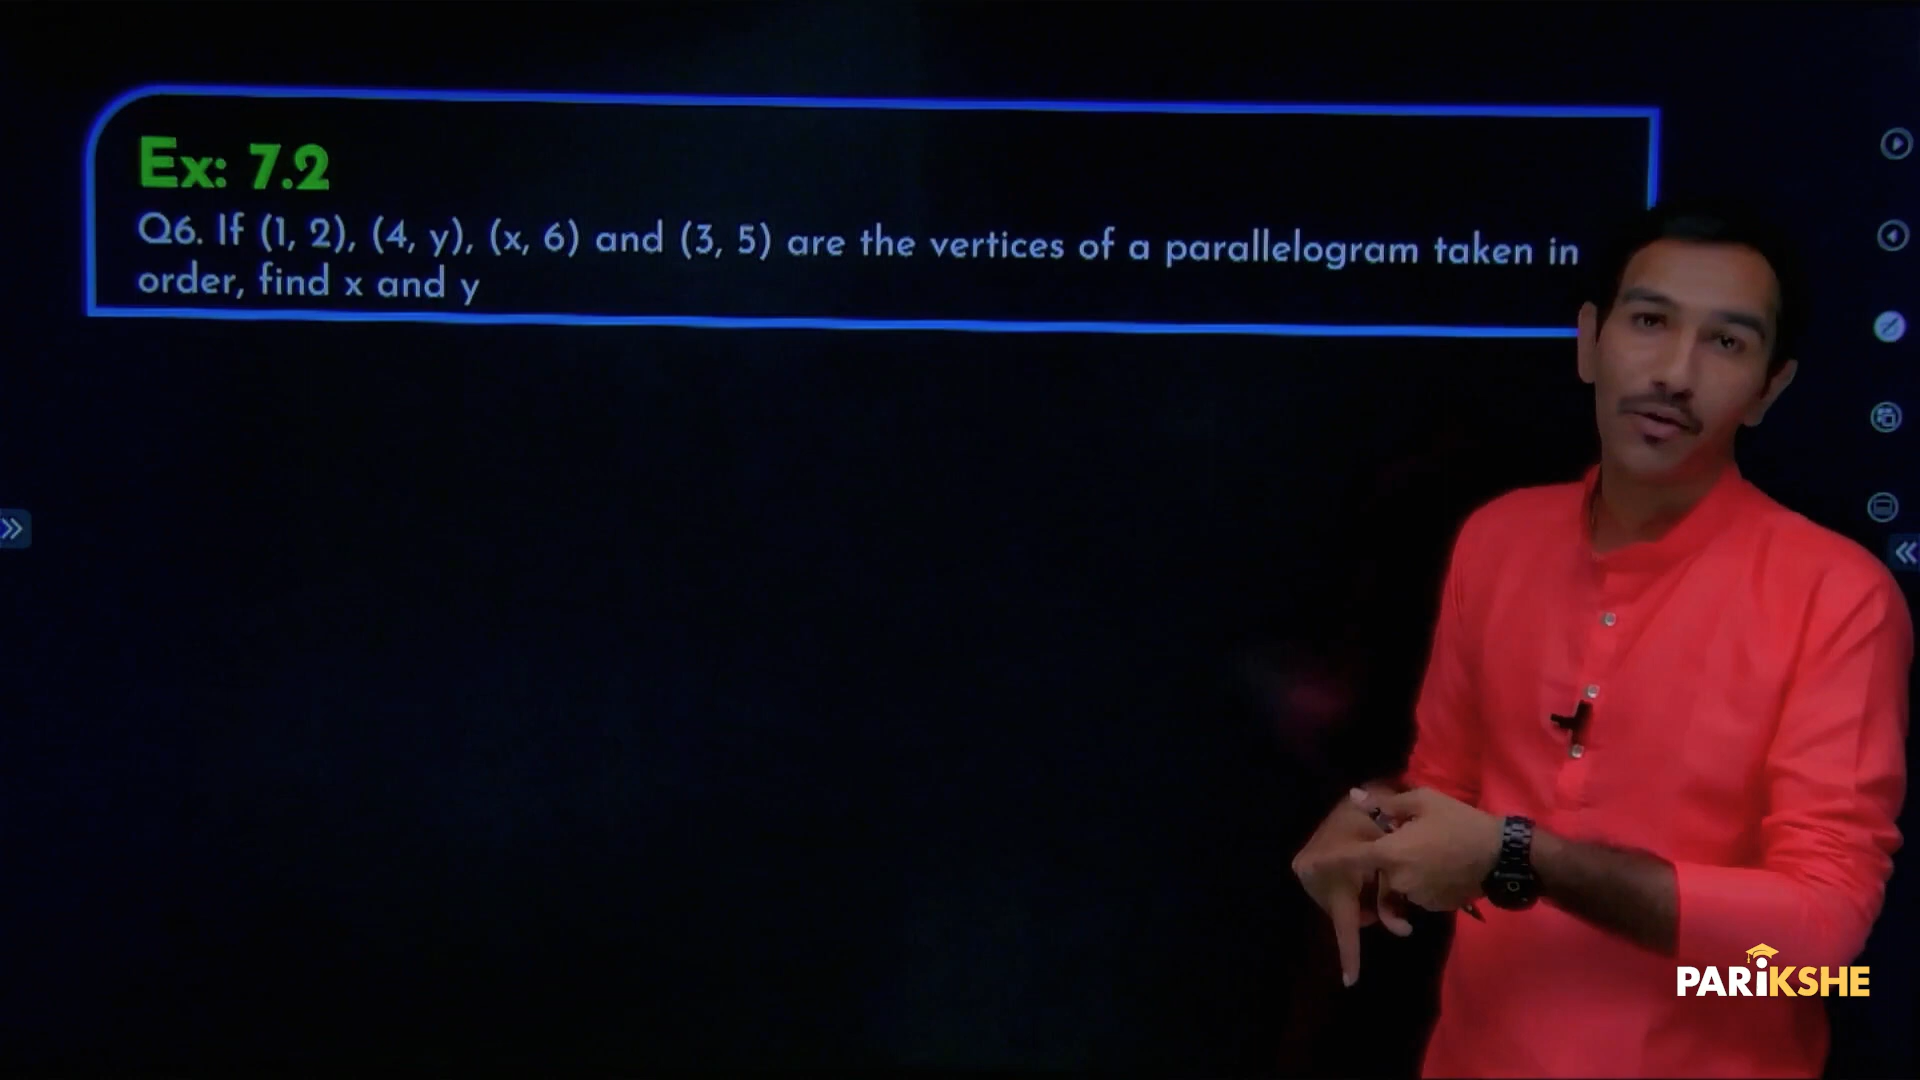 Ex: 7.2
Q6. If (1, 2), (4, y), (x, 6) and (3, 5) are the vertices of a parallelogram taken in
order, find x and y
PARiKSHE